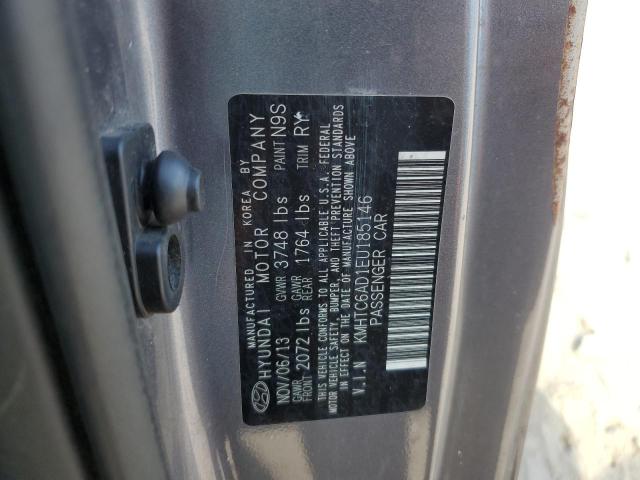 MANUFACTURED IN KOREA BY
HYUNDAI MOTOR COMPANY
NOV/06/13 GVWR 3748 lbs PAINT N9S
GAWR FRONT 2072 lbs GAWR REAR 1764 lbs TRIM RY
THIS VEHICLE CONFORMS TO ALL APPLICABLE U.S.A. FEDERAL
MOTOR VEHICLE SAFETY, BUMPER, AND THEFT PREVENTION STANDARDS
IN EFFECT ON THE DATE OF MANUFACTURE SHOWN ABOVE
V.I.N KMHTC6AD1EU185146
PASSENGER CAR